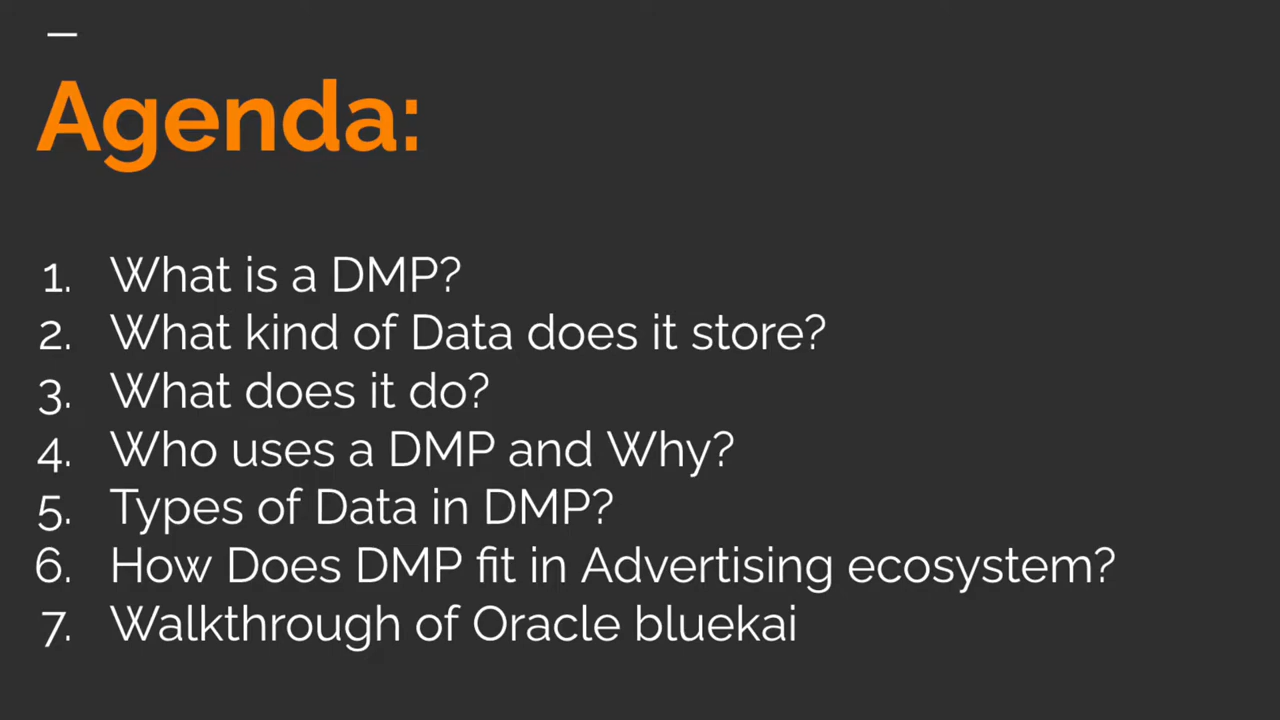 Agenda:
1. What is a DMP?
2. What kind of Data does it store?
3. What does it do?
4. Who uses a DMP and Why?
5. Types of Data in DMP?
6. How Does DMP fit in Advertising ecosystem?
7. Walkthrough of Oracle bluekai